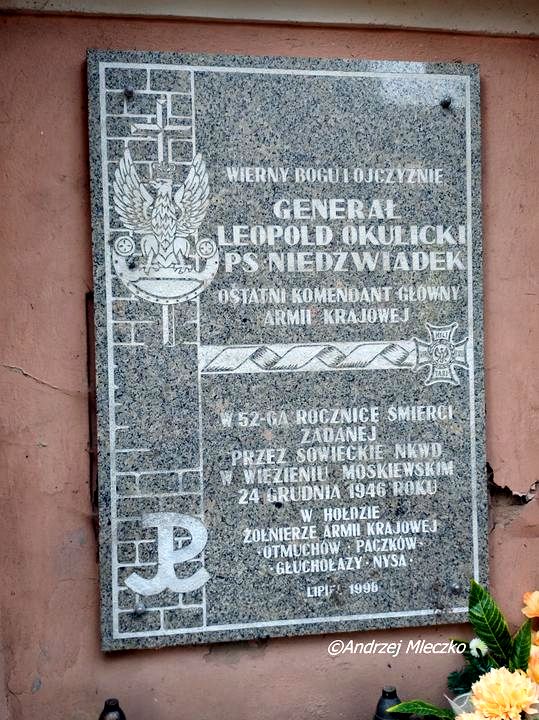 WIERNY BOGU I OJCZYŹNIE
GENERAŁ
LEOPOLD OKULICKI
PS NIEDŹWIADEK
OSTATNI KOMENDANT GŁÓWNY
ARMII KRAJOWEJ
W 52-GĄ ROCZNICĘ ŚMIERCI
ZADANEJ
PRZEZ SOWIECKIE NKWD
W WIĘZIENIU MOSKIEWSKIM
24 GRUDNIA 1946 ROKU
W HOŁDZIE
ŻOŁNIERZE ARMII KRAJOWEJ
OTMUCHÓW · PACZKÓW ·
· GŁUCHOŁAZY · NYSA ·
LIPIEC 1998
©Andrzej Mleczko